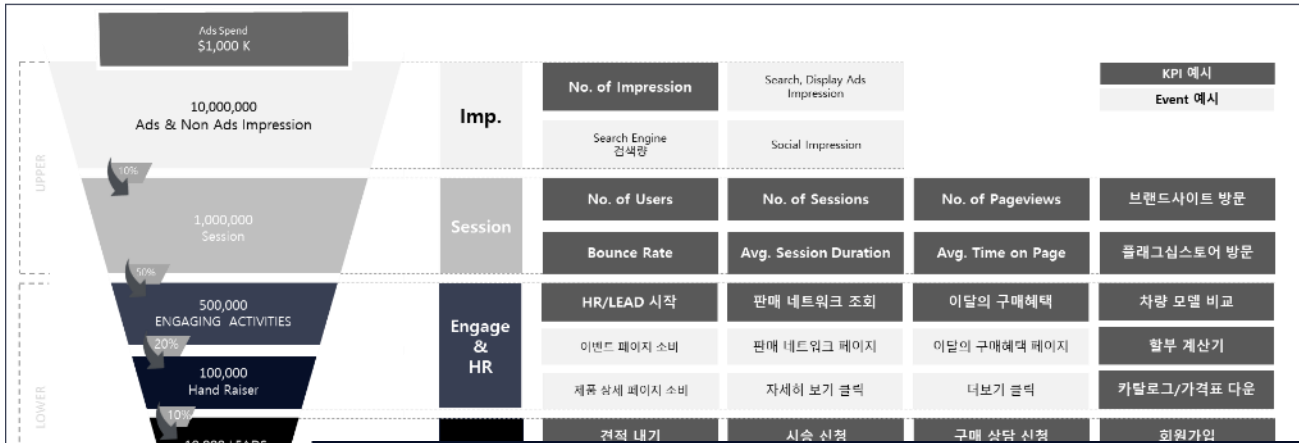 Ads Spend
$1,000 K
10,000,000
Ads & Non Ads Impression
UPPER
10%
1,000,000
Session
50%
500,000
ENGAGING ACTIVITIES
20%
100,000
Hand Raiser
LOWER
10%
10,000 LEADS
Imp.
No. of Impression
Search, Display Ads
Impression
KPI 예시
Event 예시
Search Engine
검색량
Social Impression
Session
No. of Users
No. of Sessions
No. of Pageviews
브랜드사이트 방문
Bounce Rate
Avg. Session Duration
Avg. Time on Page
플래그십스토어 방문
Engage
&
HR
HR/LEAD 시작
판매 네트워크 조회
이달의 구매혜택
차량 모델 비교
이벤트 페이지 소비
판매 네트워크 페이지
이달의 구매혜택 페이지
할부 계산기
제품 상세 페이지 소비
자세히 보기 클릭
더보기 클릭
카탈로그/가격표 다운
견적 내기
시승 신청
구매 상담 신청
회원가입